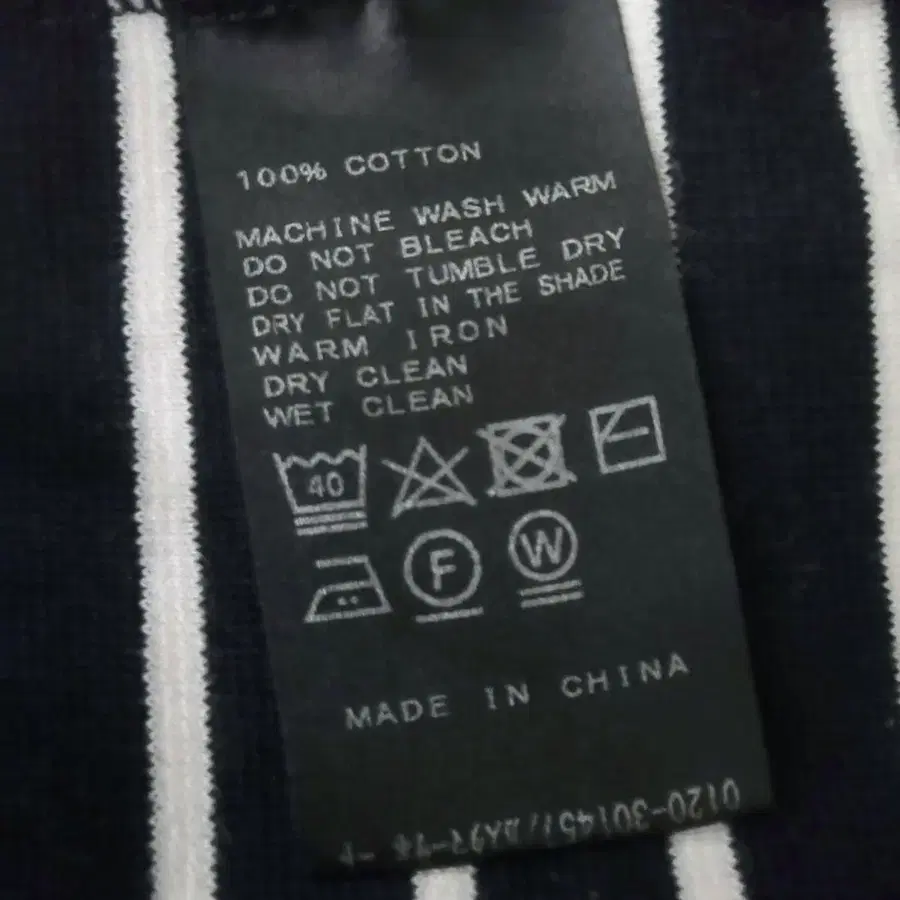 100% COTTON
MACHINE WASH WARM
DO NOT BLEACH
DO NOT TUMBLE DRY
DRY FLAT IN THE SHADE
WARM IRON
DRY CLEAN
WET CLEAN
40
F W
MADE IN CHINA